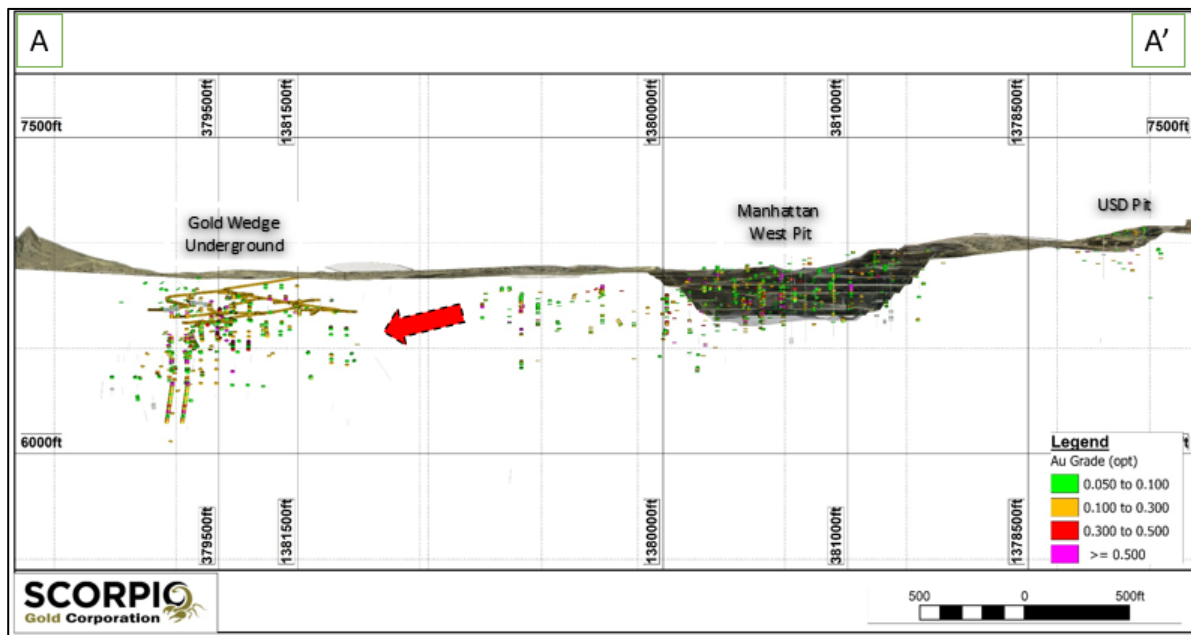 A
A'
379500ft
1381500ft
1380000ft
381000ft
1378500ft
7500ft
7500ft
Gold Wedge
Underground
Manhattan
West Pit
USD Pit
6000ft
ft
379500ft
1381500ft
1380000ft
381000ft
1378500ft
Legend
Au Grade (opt)
0.050 to 0.100
0.100 to 0.300
0.300 to 0.500
>= 0.500
SCORPIO
Gold Corporation
500
0
500ft